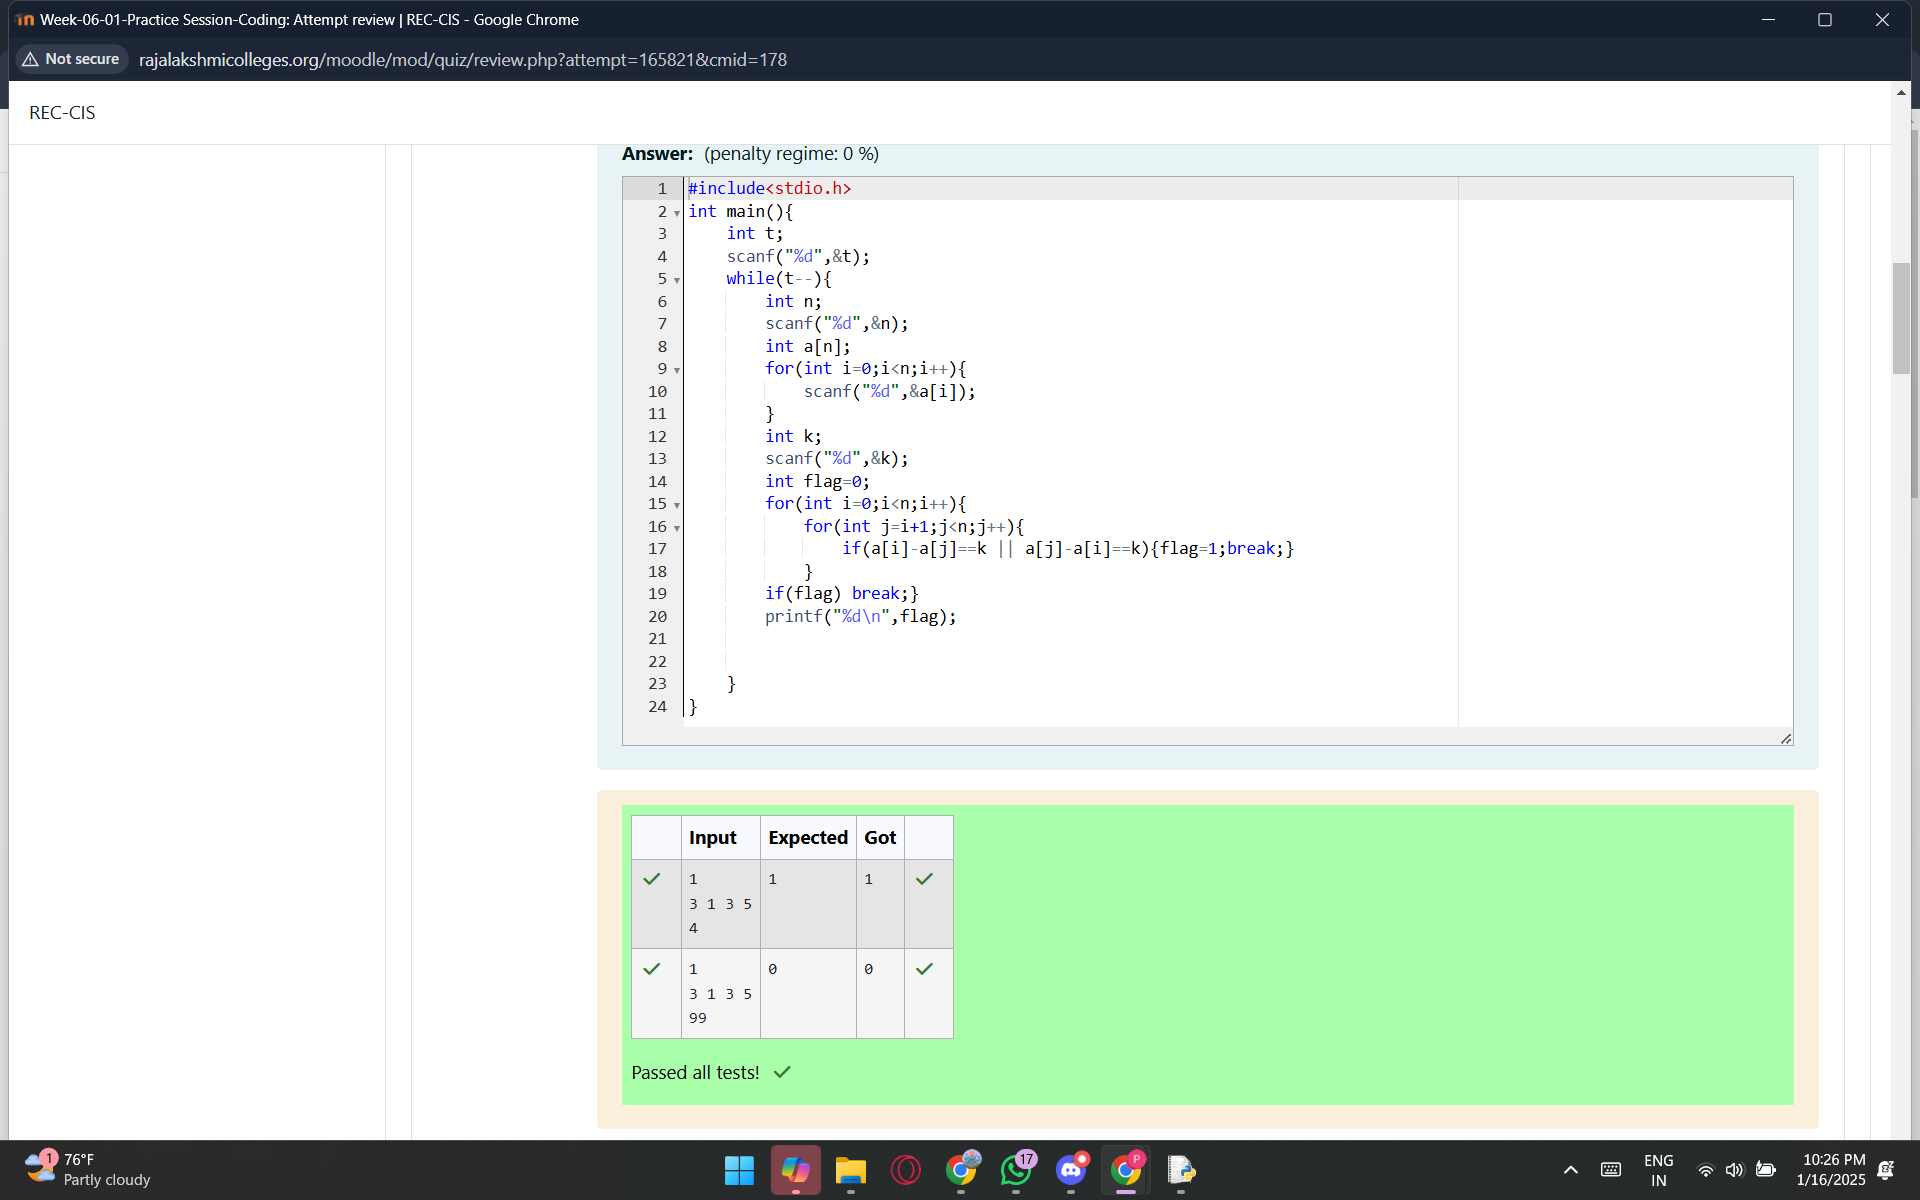 Week-06-01-Practice Session-Coding: Attempt review | REC-CIS - Google Chrome
Not secure rajalakshmicolleges.org/moodle/mod/quiz/review.php?attempt=165821&cmid=178
REC-CIS
Answer: (penalty regime: 0 %)
1 #include<stdio.h>
2 int main(){
3     int t;
4     scanf("%d",&t);
5     while(t--){
6         int n;
7         scanf("%d",&n);
8         int a[n];
9         for(int i=0;i<n;i++){
10             scanf("%d",&a[i]);
11         }
12         int k;
13         scanf("%d",&k);
14         int flag=0;
15         for(int i=0;i<n;i++){
16             for(int j=i+1;j<n;j++){
17                 if(a[i]-a[j]==k || a[j]-a[i]==k){flag=1;break;}
18             }
19         if(flag) break;}
20         printf("%d\n",flag);
21
22
23     }
24 }
Input Expected Got
1 1 1
3 1 3 5
4
1 0 0
3 1 3 5
99
Passed all tests!
1 76°F
Partly cloudy
17
P
ENG
IN
10:26 PM
1/16/2025